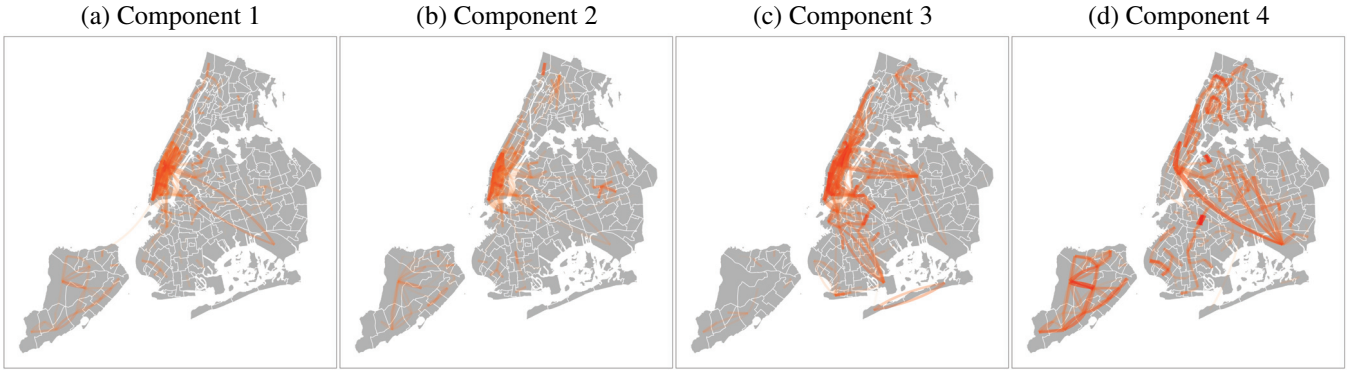 (a) Component 1
(b) Component 2
(c) Component 3
(d) Component 4